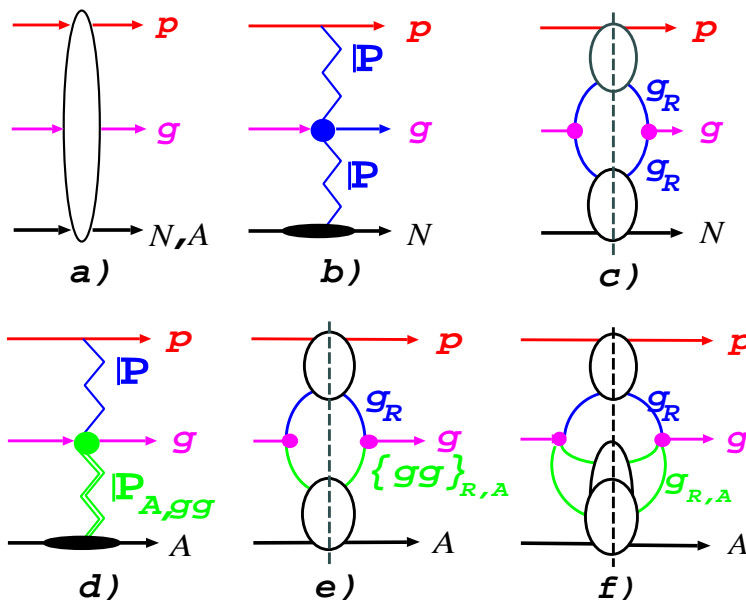 p
g
N,A
a)
ℙ
p
g
ℙ
N
b)
p
g_R
g
g_R
N
c)
p
ℙ
g
ℙ_A,gg
A
d)
p
g_R
g
{gg}_R,A
A
e)
p
g_R
g
g_R,A
A
f)